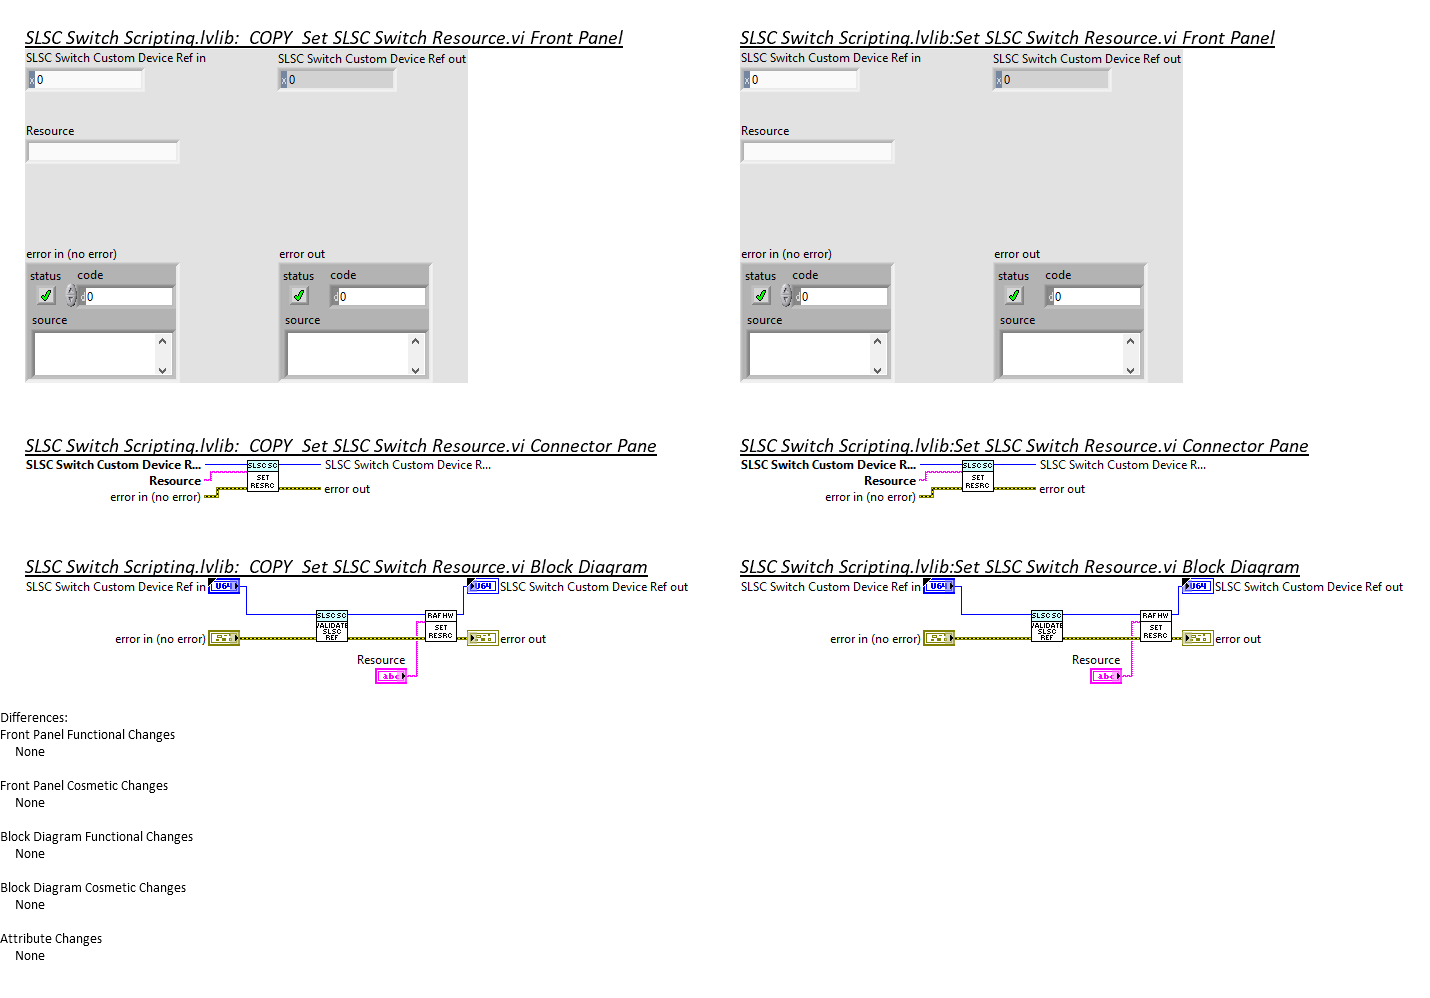 SLSC Switch Scripting.lvlib:  COPY  Set SLSC Switch Resource.vi Front Panel
SLSC Switch Custom Device Ref in
SLSC Switch Custom Device Ref out
x 0
x 0
Resource
error in (no error)
error out
status
code
status
code
d 0
d 0
source
source
SLSC Switch Scripting.lvlib:Set SLSC Switch Resource.vi Front Panel
SLSC Switch Custom Device Ref in
SLSC Switch Custom Device Ref out
x 0
x 0
Resource
error in (no error)
error out
status
code
status
code
d 0
d 0
source
source
SLSC Switch Scripting.lvlib:  COPY  Set SLSC Switch Resource.vi Connector Pane
SLSC Switch Custom Device R...
SLSC SC
SLSC Switch Custom Device R...
Resource
SET
RESRC
error in (no error)
error out
SLSC Switch Scripting.lvlib:Set SLSC Switch Resource.vi Connector Pane
SLSC Switch Custom Device R...
SLSC SC
SLSC Switch Custom Device R...
Resource
SET
RESRC
error in (no error)
error out
SLSC Switch Scripting.lvlib:  COPY  Set SLSC Switch Resource.vi Block Diagram
SLSC Switch Custom Device Ref in
U64
U64
SLSC Switch Custom Device Ref out
SLSC SC
VALIDATE
SLSC
REF
RAF HW
SET
RESRC
error in (no error)
error out
Resource
abc
SLSC Switch Scripting.lvlib:Set SLSC Switch Resource.vi Block Diagram
SLSC Switch Custom Device Ref in
U64
U64
SLSC Switch Custom Device Ref out
SLSC SC
VALIDATE
SLSC
REF
RAF HW
SET
RESRC
error in (no error)
error out
Resource
abc
Differences:
Front Panel Functional Changes
None
Front Panel Cosmetic Changes
None
Block Diagram Functional Changes
None
Block Diagram Cosmetic Changes
None
Attribute Changes
None